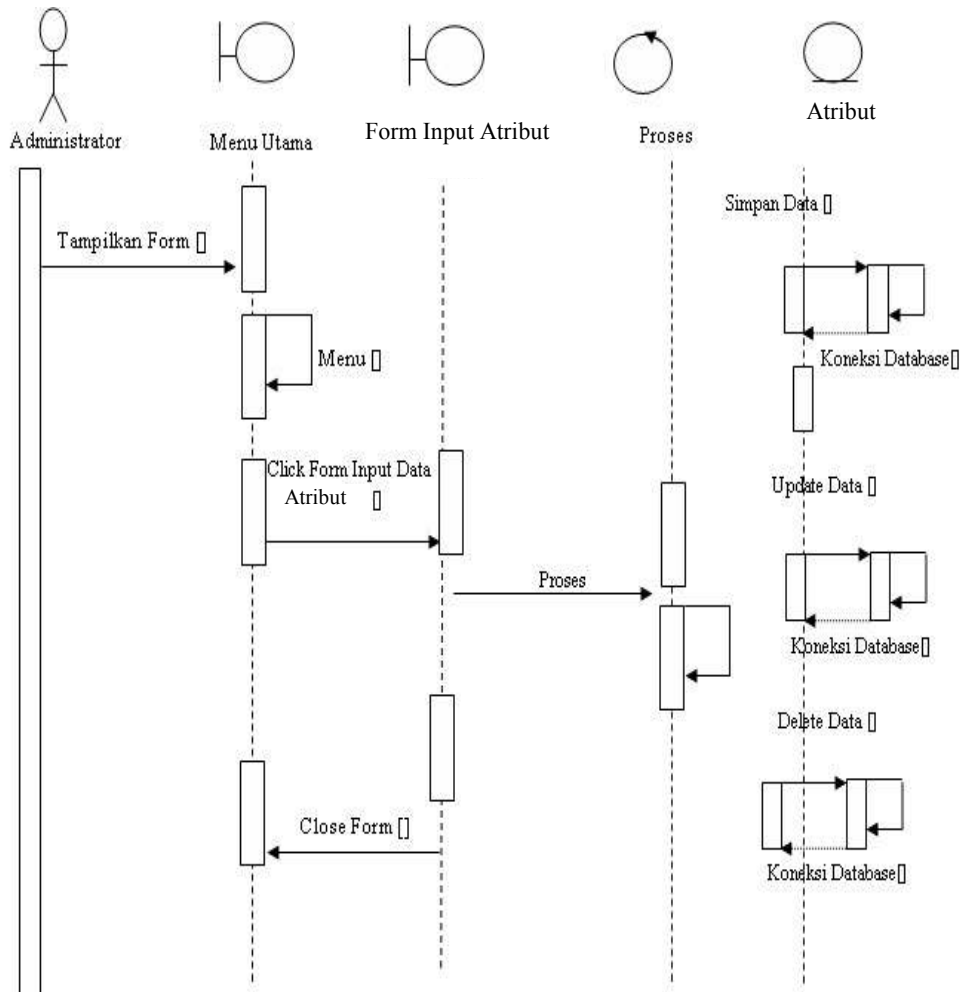 Administrator
Menu Utama
Form Input Atribut
Proses
Atribut
Simpan Data []
Tampilkan Form []
Koneksi Database[]
Menu []
Click Form Input Data
Atribut []
Update Data []
Proses
Koneksi Database[]
Delete Data []
Close Form []
Koneksi Database[]